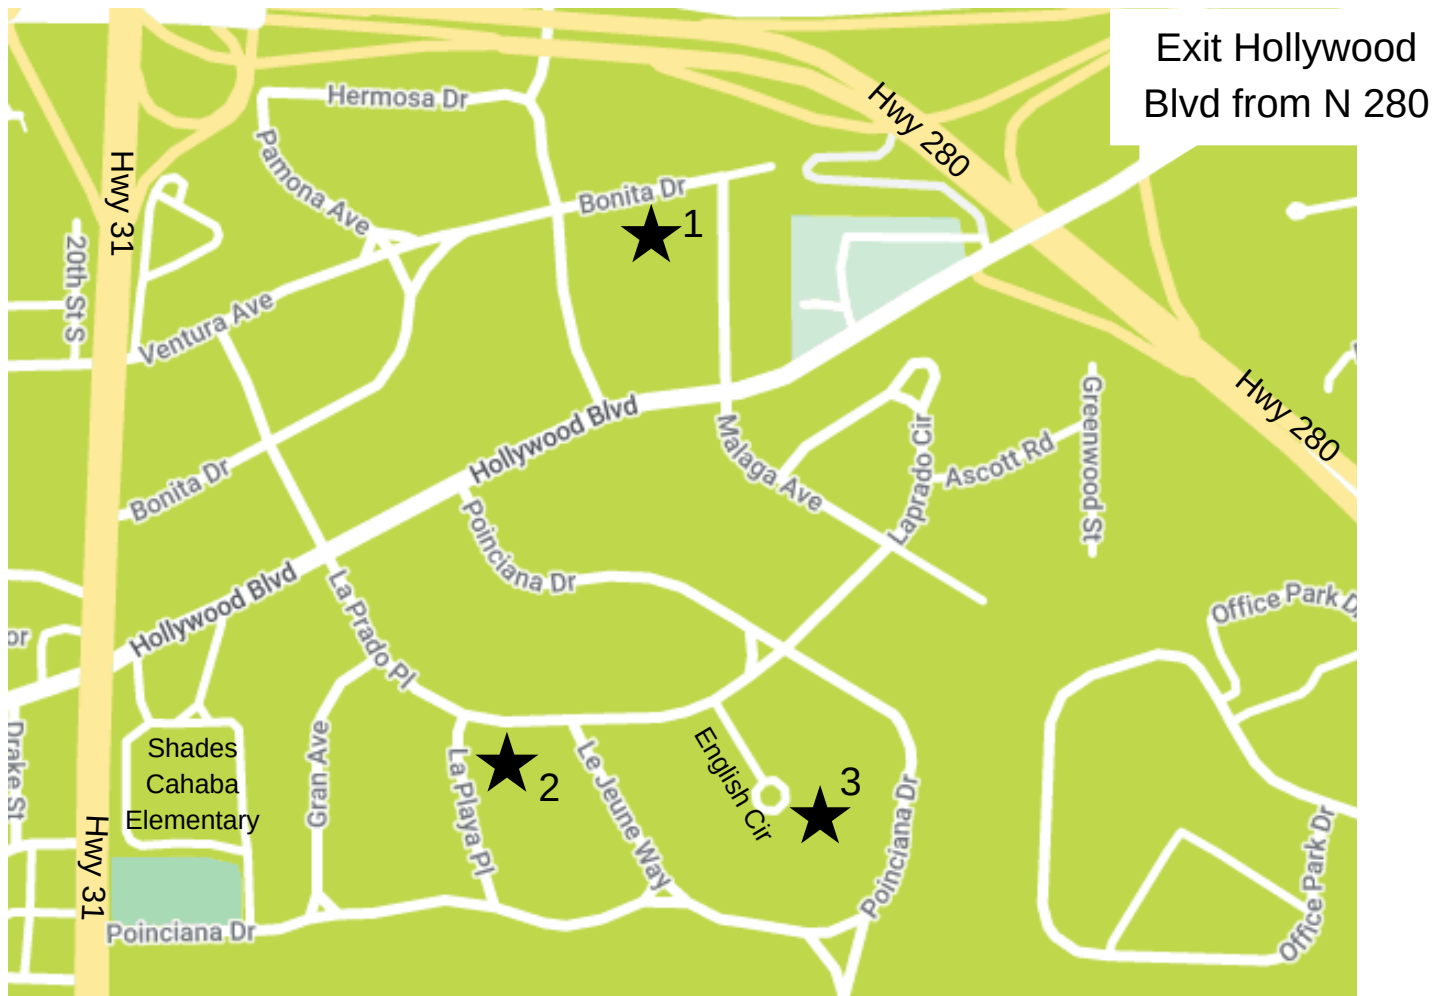 Exit Hollywood
Blvd from N 280
Hermosa Dr
Hwy 280
Pamona Ave
Hwy 31
Bonita Dr
1
20th St S
Ventura Ave
Hwy 280
Greenwood St
Hollywood Blvd
Malaga Ave
Laprado Cir
Ascott Rd
Bonita Dr
Poinciana Dr
Hollywood Blvd
La Prado Pl
Office Park D
or
Drake St
Shades
Cahaba
Elementary
Gran Ave
La Playa Pl
2
Le Jeune Way
English Cir
3
Poinciana Dr
Hwy 31
Office Park Dr
Poinciana Dr